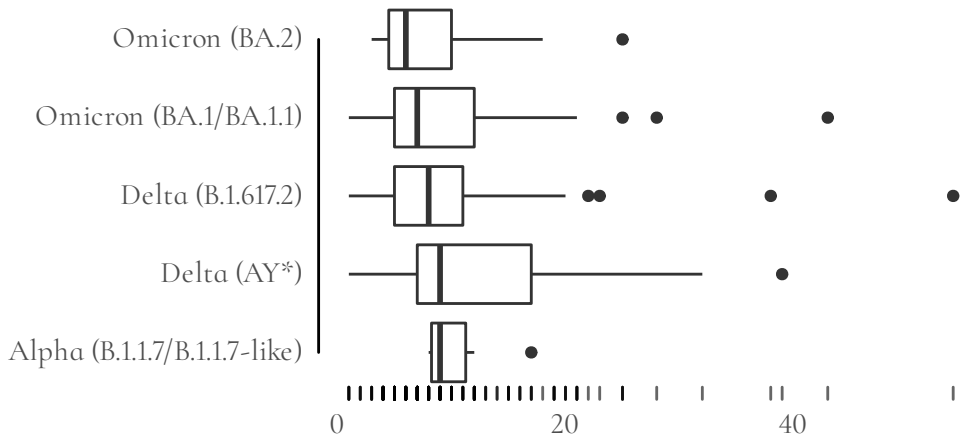 Omicron (BA.2)
Omicron (BA.1/BA.1.1)
Delta (B.1.617.2)
Delta (AY*)
Alpha (B.1.1.7/B.1.1.7-like)
0 20 40